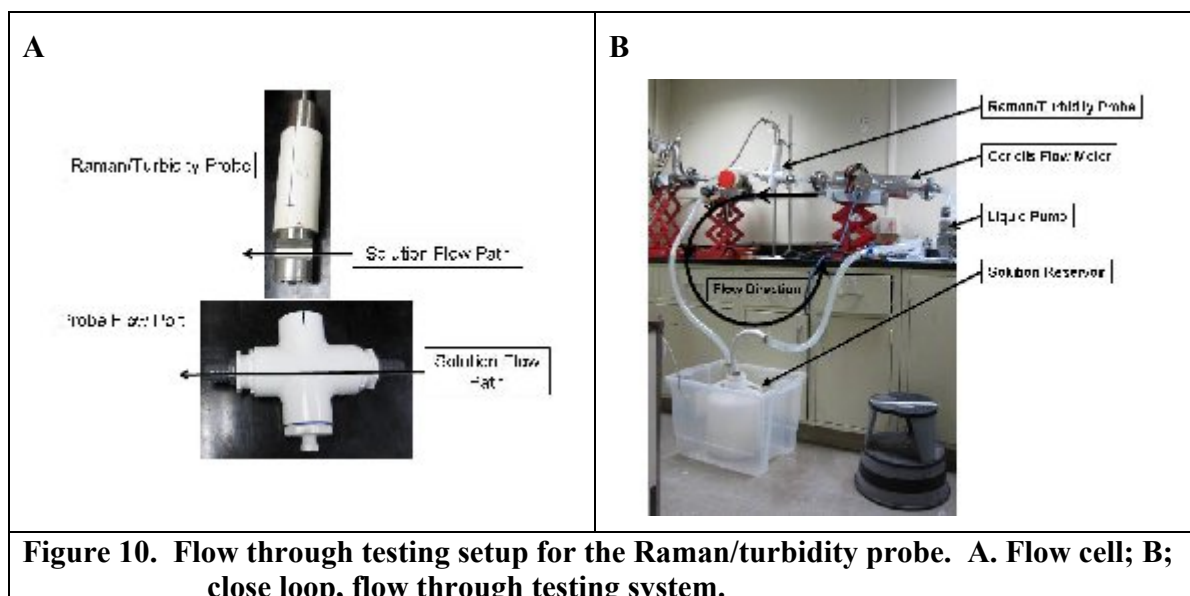 A
Raman/Turbidity Probe
Solution Flow Path
Probe Flow Port
Solution Flow
Path
B
Raman/Turbidity Probe
Coriolis Flow Meter
Liquid Pump
Solution Reservoir
Flow Direction
Figure 10. Flow through testing setup for the Raman/turbidity probe. A. Flow cell; B;
close loop, flow through testing system.